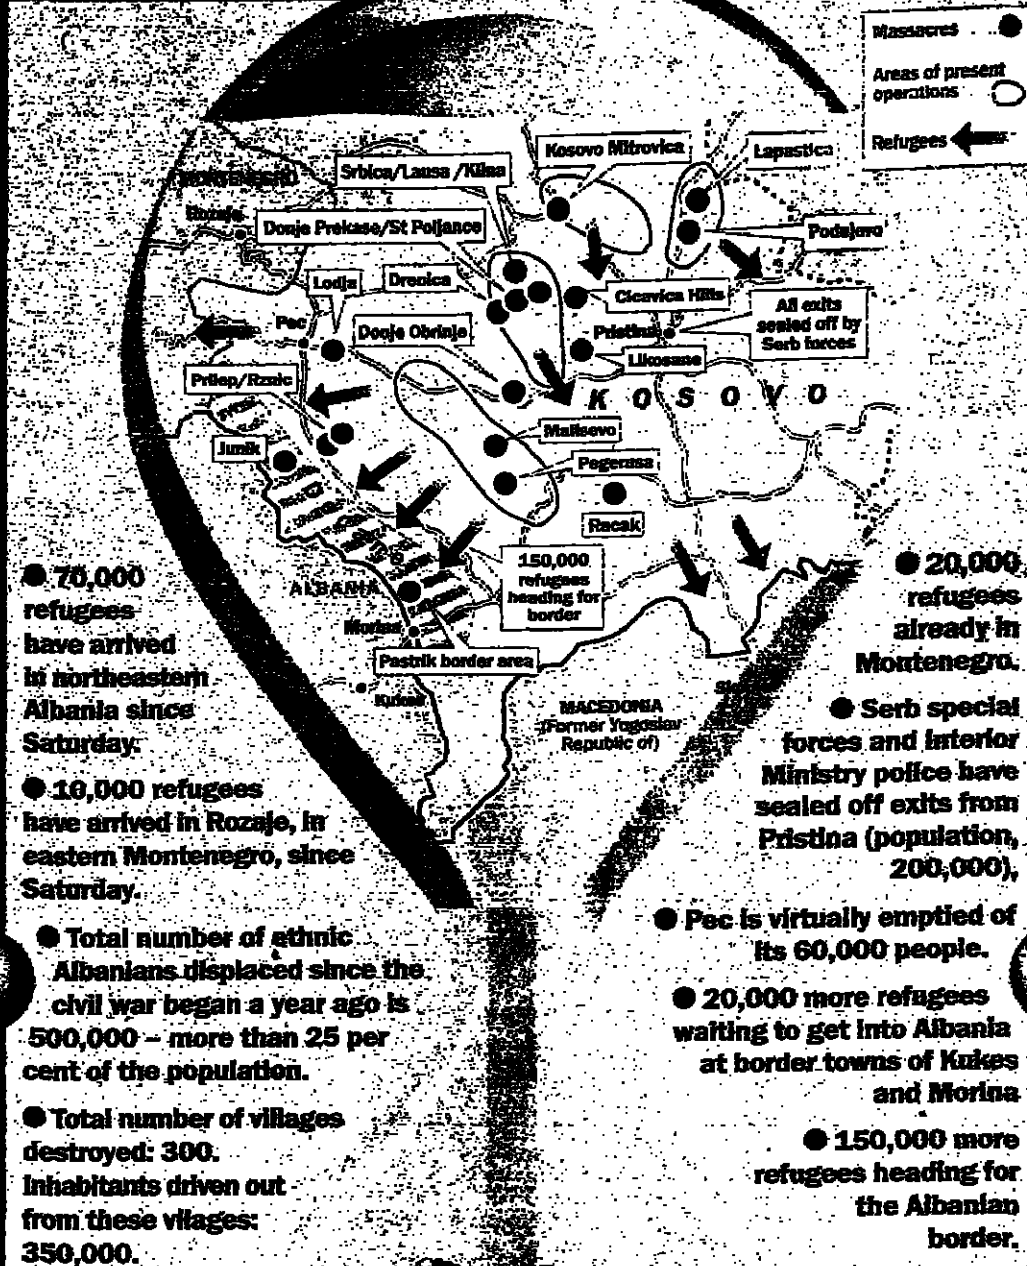 Massacres
Areas of present
operations
Refugees
MONTENEGRO
Rozaje
Srbica/Lausa /Klina
Kosovo Mitrovica
Lapastica
Donje Prekase/St Poljance
Podujevo
Lodja
Drenica
Cicavica Hills
All exits
sealed off by
Serb forces
Pec
Donje Obrinje
Pristina
Likosane
Prilep/Rznic
KOSOVO
Malisevo
Junik
Pegerasa
Racak
150,000
refugees
heading for
border
ALBANIA
Morina
Pastrik border area
Kukes
MACEDONIA
(Former Yugoslav
Republic of)
70,000
refugees
have arrived
in northeastern
Albania since
Saturday.
10,000 refugees
have arrived in Rozaje, in
eastern Montenegro, since
Saturday.
Total number of ethnic
Albanians displaced since the
civil war began a year ago is
500,000 – more than 25 per
cent of the population.
Total number of villages
destroyed: 300.
Inhabitants driven out
from these vilages:
350,000.
20,000
refugees
already in
Montenegro.
Serb special
forces and Interior
Ministry police have
sealed off exits from
Pristina (population,
200,000),
Pec is virtually emptied of
its 60,000 people.
20,000 more refugees
waiting to get into Albania
at border towns of Kukes
and Morina
150,000 more
refugees heading for
the Albanian
border.